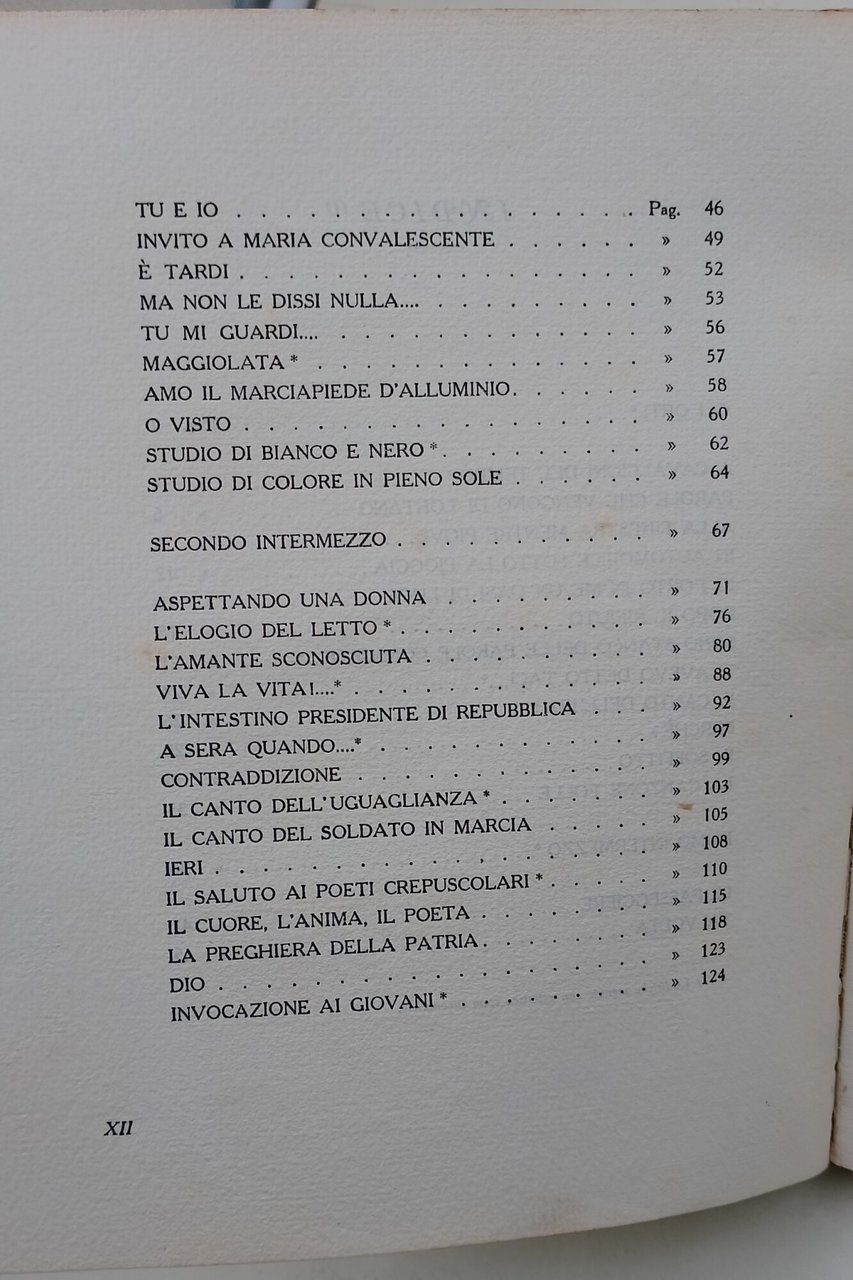 TU E IO . . . . . . . . . . . . . . . . . Pag. 46
INVITO A MARIA CONVALESCENTE . . . . . . » 49
È TARDI . . . . . . . . . . . . . . . . . » 52
MA NON LE DISSI NULLA.... . . . . . . . . . » 53
TU MI GUARDI.... . . . . . . . . . . . . . » 56
MAGGIOLATA * . . . . . . . . . . . . . . » 57
AMO IL MARCIAPIEDE D'ALLUMINIO. . . . . . » 58
O VISTO . . . . . . . . . . . . . . . . . » 60
STUDIO DI BIANCO E NERO *. . . . . . . . . » 62
STUDIO DI COLORE IN PIENO SOLE . . . . . . » 64
SECONDO INTERMEZZO . . . . . . . . . . . » 67
ASPETTANDO UNA DONNA . . . . . . . . . » 71
L'ELOGIO DEL LETTO *. . . . . . . . . . . » 76
L'AMANTE SCONOSCIUTA . . . . . . . . . . » 80
VIVA LA VITA!....* . . . . . . . . . . . . . » 88
L'INTESTINO PRESIDENTE DI REPUBBLICA . . . » 92
A SERA QUANDO....* . . . . . . . . . . . . » 97
CONTRADDIZIONE . . . . . . . . . . . . . » 99
IL CANTO DELL'UGUAGLIANZA * . . . . . . . » 103
IL CANTO DEL SOLDATO IN MARCIA . . . . . » 105
IERI . . . . . . . . . . . . . . . . . . » 108
IL SALUTO AI POETI CREPUSCOLARI *. . . . . » 110
IL CUORE, L'ANIMA, IL POETA . . . . . . . . » 115
LA PREGHIERA DELLA PATRIA. . . . . . . . » 118
DIO . . . . . . . . . . . . . . . . . . » 123
INVOCAZIONE AI GIOVANI * . . . . . . . . . » 124
XII